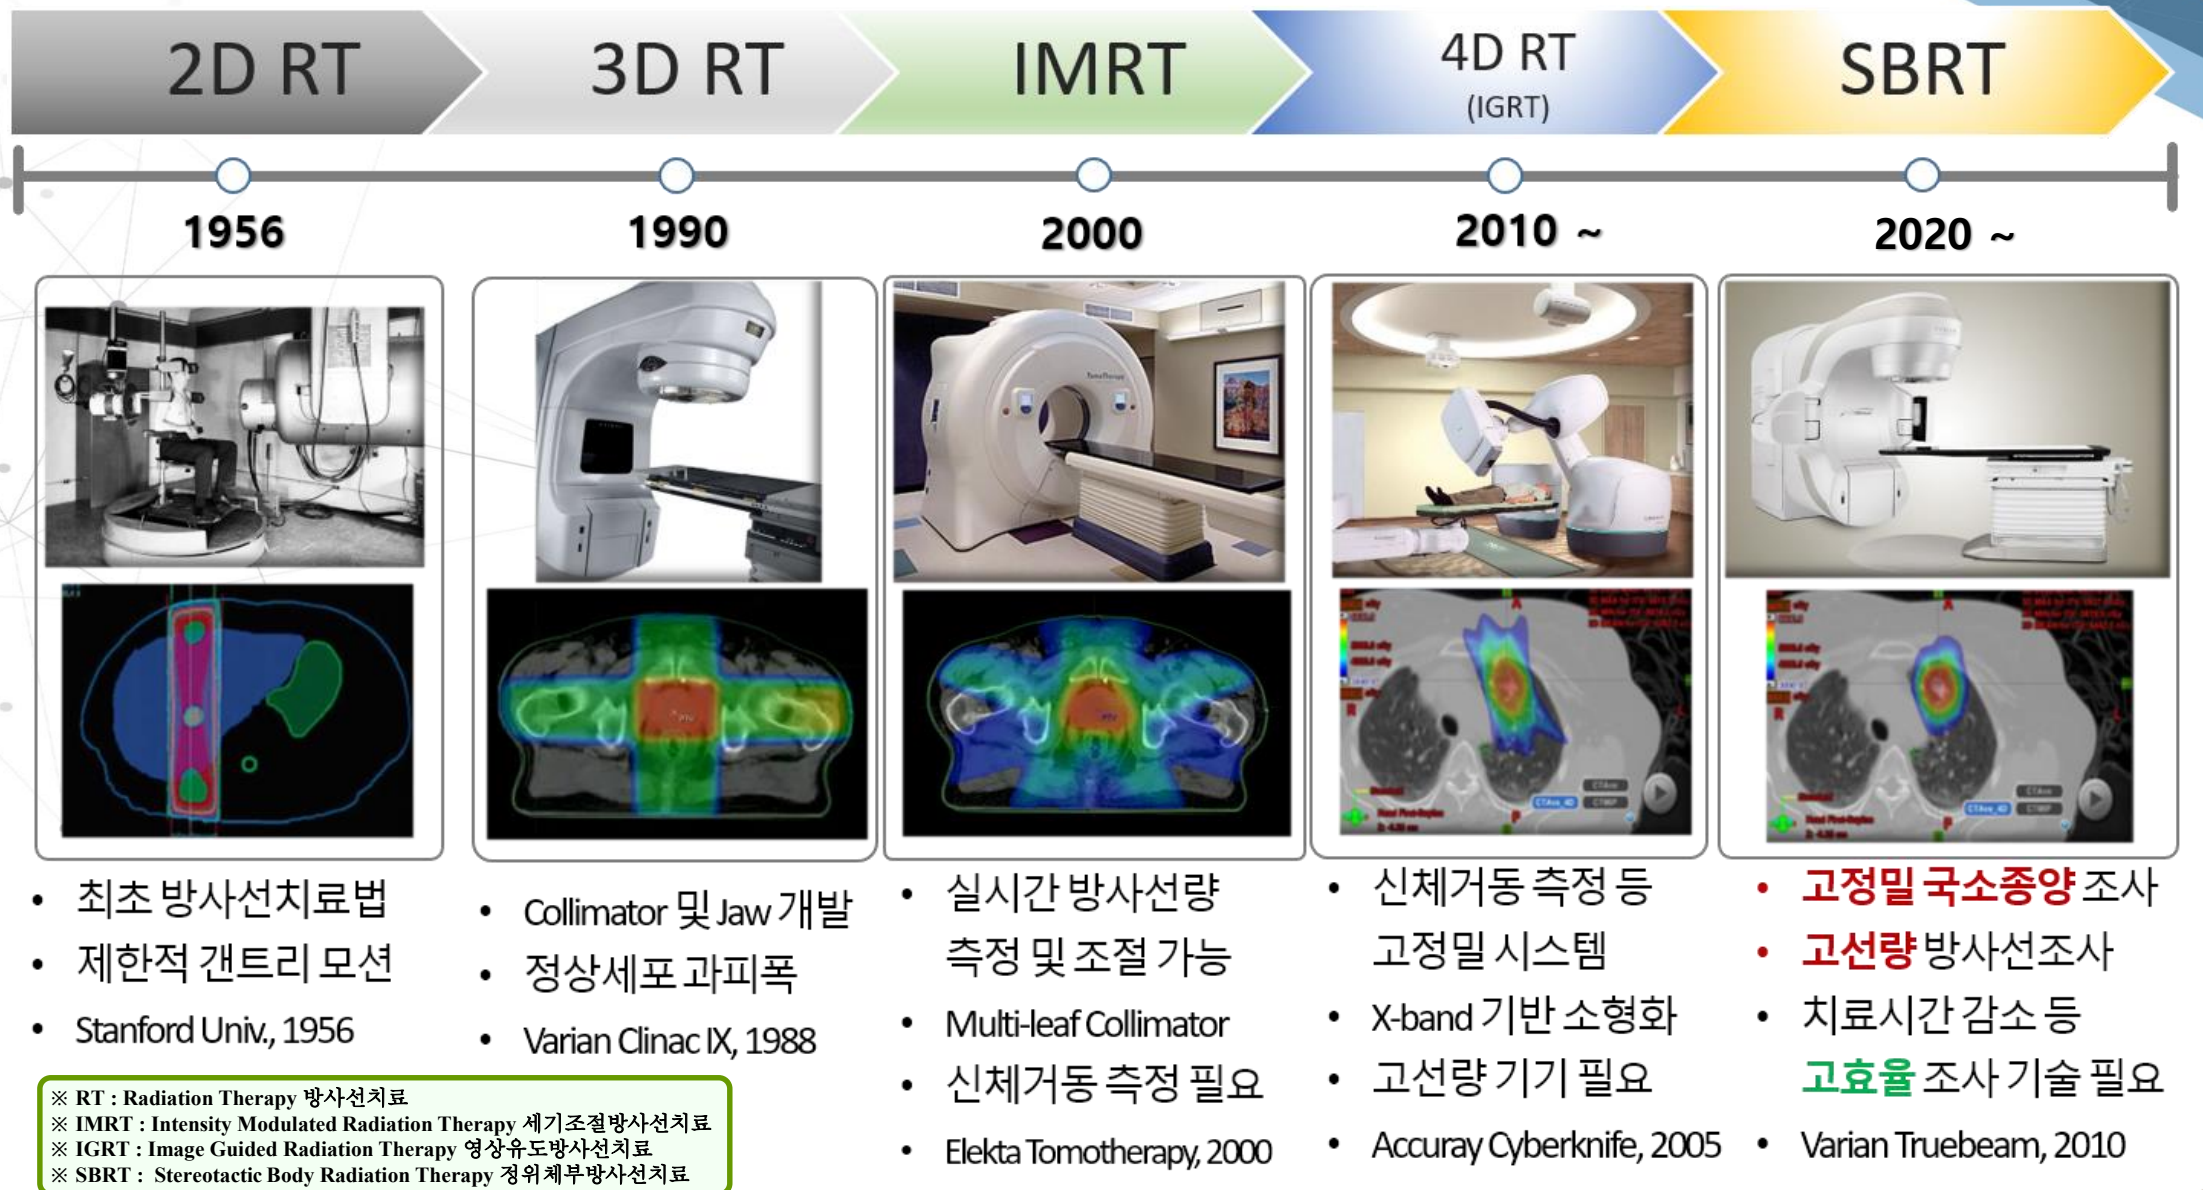 2D RT
3D RT
IMRT
4D RT
(IGRT)
SBRT
1956
1990
2000
2010 ~
2020 ~
TomoTherapy
• 최초 방사선치료법
• 제한적 갠트리 모션
• Stanford Univ., 1956
• Collimator 및 Jaw 개발
• 정상세포 과피폭
• Varian Clinac IX, 1988
• 실시간 방사선량
측정 및 조절 가능
• Multi-leaf Collimator
• 신체거동 측정 필요
• Elekta Tomotherapy, 2000
A
R
P
CTAve_4D
• 신체거동 측정 등
고정밀 시스템
• X-band 기반 소형화
• 고선량 기기 필요
• Accuray Cyberknife, 2005
A
R
P
CTAve_4D
• 고정밀 국소종양 조사
• 고선량 방사선조사
• 치료시간 감소 등
고효율 조사 기술 필요
• Varian Truebeam, 2010
※ RT : Radiation Therapy 방사선치료
※ IMRT : Intensity Modulated Radiation Therapy 세기조절방사선치료
※ IGRT : Image Guided Radiation Therapy 영상유도방사선치료
※ SBRT : Stereotactic Body Radiation Therapy 정위체부방사선치료